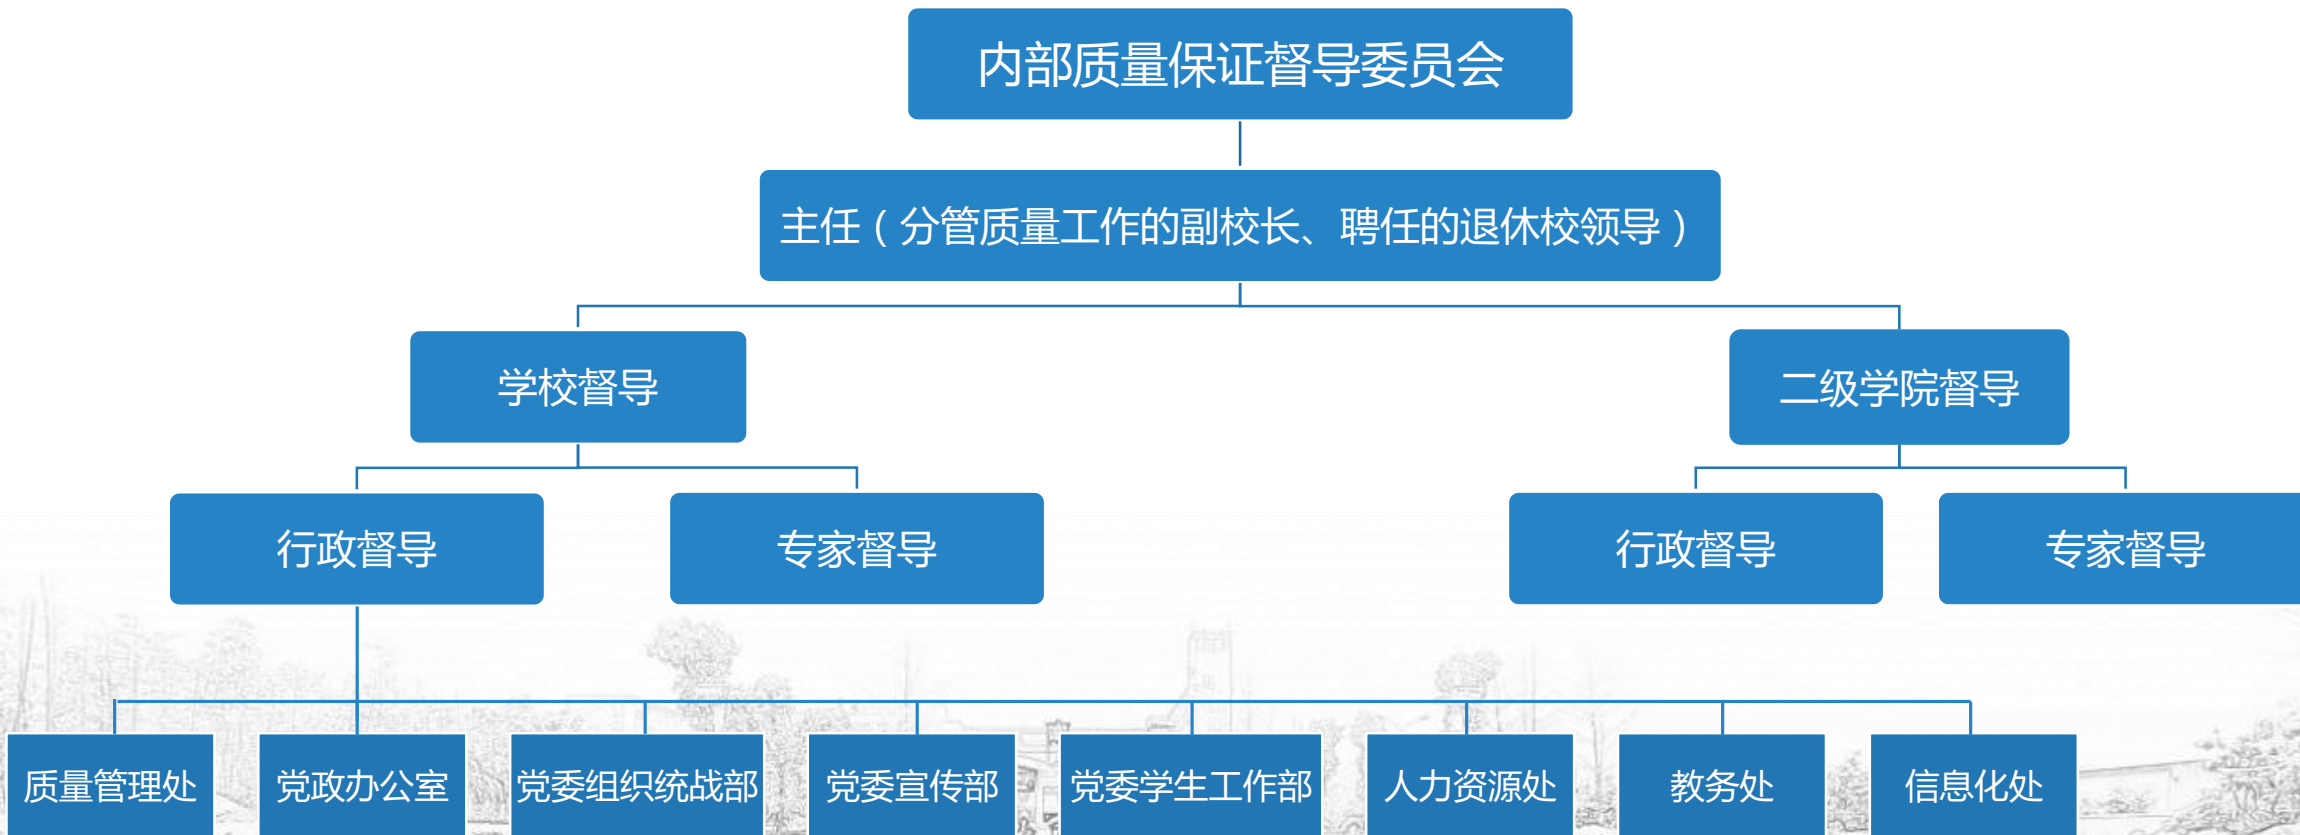 内部质量保证督导委员会
主任（分管质量工作的副校长、聘任的退休校领导）
学校督导
二级学院督导
行政督导
专家督导
行政督导
专家督导
质量管理处
党政办公室
党委组织统战部
党委宣传部
党委学生工作部
人力资源处
教务处
信息化处